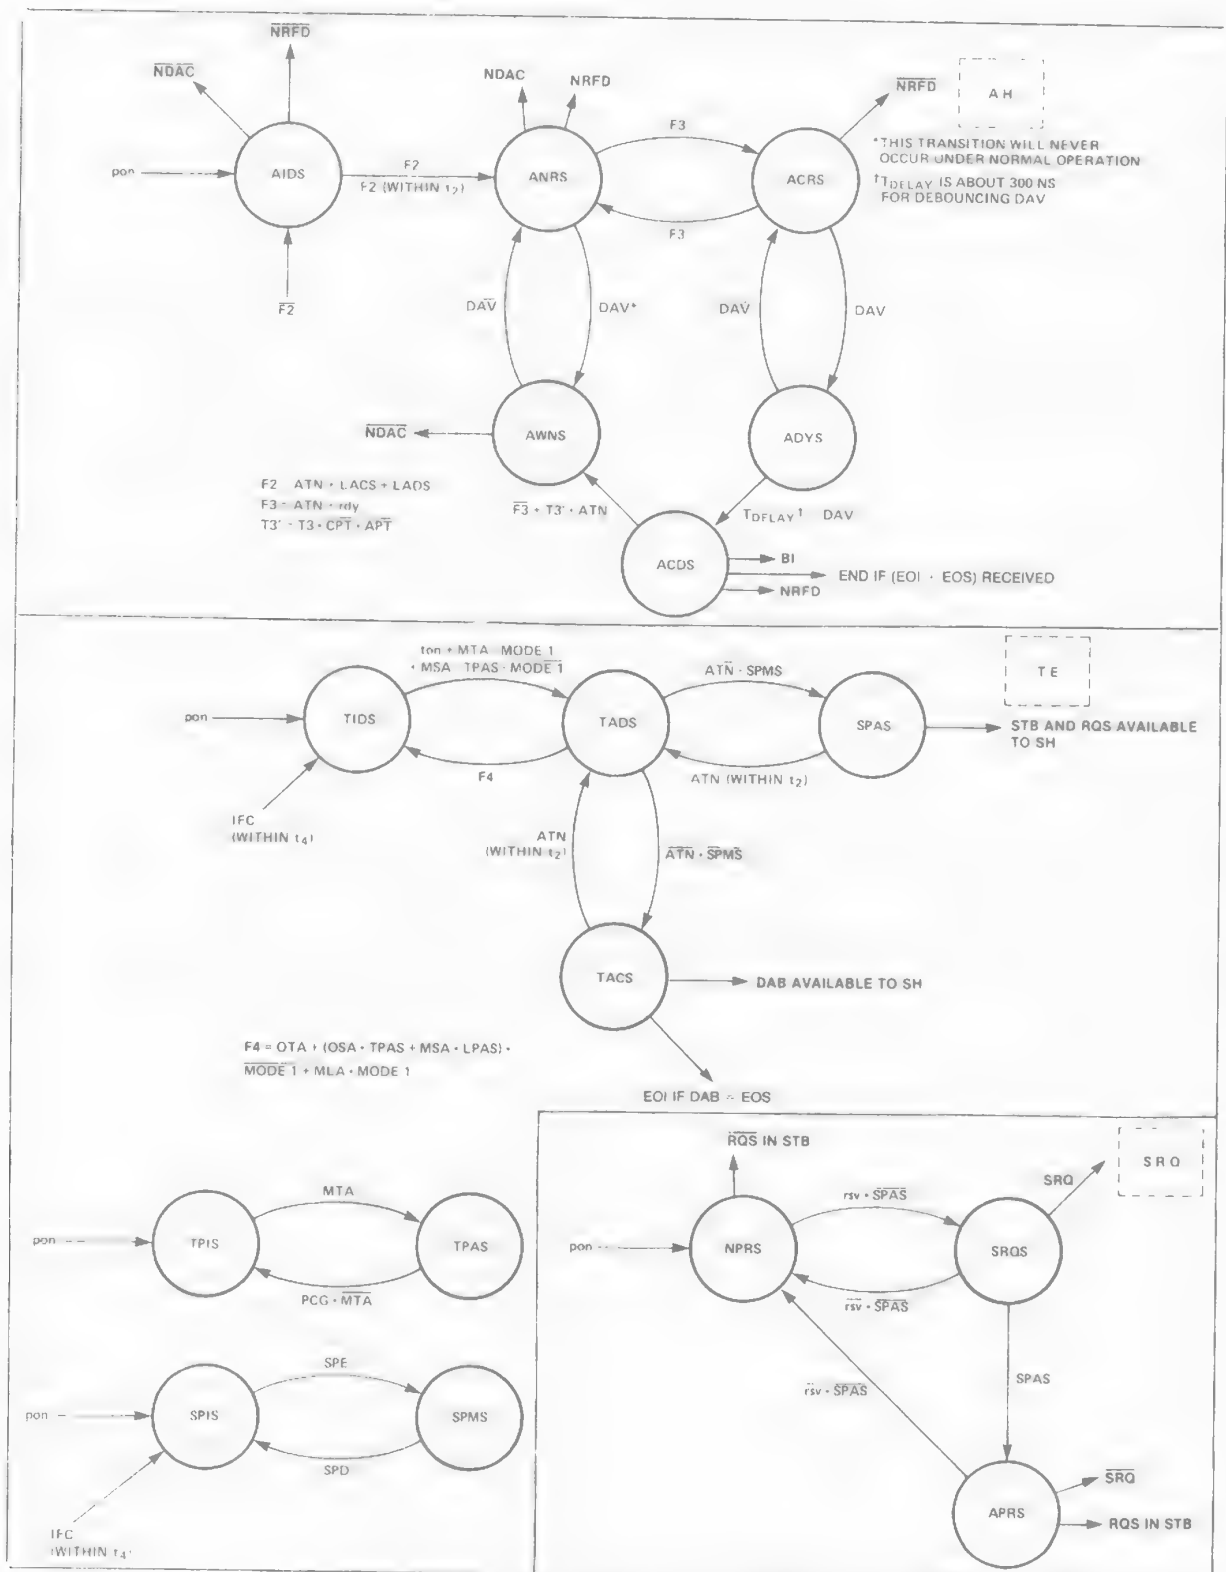 NRFD
NDAC
NDAC
NRFD
NRFD
AH
F3
*THIS TRANSITION WILL NEVER
OCCUR UNDER NORMAL OPERATION
†TDELAY IS ABOUT 300 NS
FOR DEBOUNCING DAV
pon
AIDS
F2
F2 (WITHIN t2)
ANRS
ACRS
F3
F2
DAV
DAV*
DAV
DAV
NDAC
AWNS
ADYS
F2 ATN + LACS + LADS
F3 = ATN + rdy
T3' = T3 · CPT · APT
F3 + T3' · ATN
TDELAY† DAV
ACDS
BI
END IF (EOI + EOS) RECEIVED
NRFD
ton + MTA MODE 1
+ MSA TPAS · MODE 1
ATN · SPMS
TE
pon
TIDS
TADS
SPAS
STB AND RQS AVAILABLE
TO SH
F4
ATN (WITHIN t2)
IFC
(WITHIN t4)
ATN
(WITHIN t2)
ATN · SPMS
TACS
DAB AVAILABLE TO SH
F4 = OTA + (OSA · TPAS + MSA · LPAS) ·
MODE 1 + MLA · MODE 1
EOI IF DAB = EOS
RQS IN STB
SRQ
SRQ
MTA
rsv · SPAS
pon
TPIS
TPAS
pon
NPRS
SRQS
PCG · MTA
rsv · SPAS
SPE
rsv · SPAS
SPAS
pon
SPIS
SPMS
SPD
SRQ
APRS
RQS IN STB
IFC
(WITHIN t4)